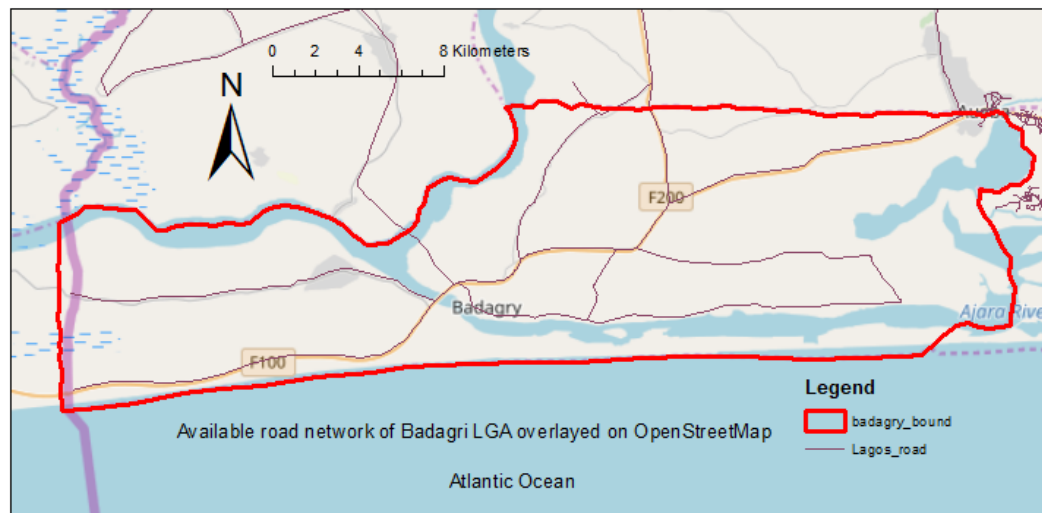 0 2 4 8 Kilometers
N
F200
Badagry
Ajara Rive
F100
Legend
badagry_bound
Lagos_road
Available road network of Badagri LGA overlayed on OpenStreetMap
Atlantic Ocean